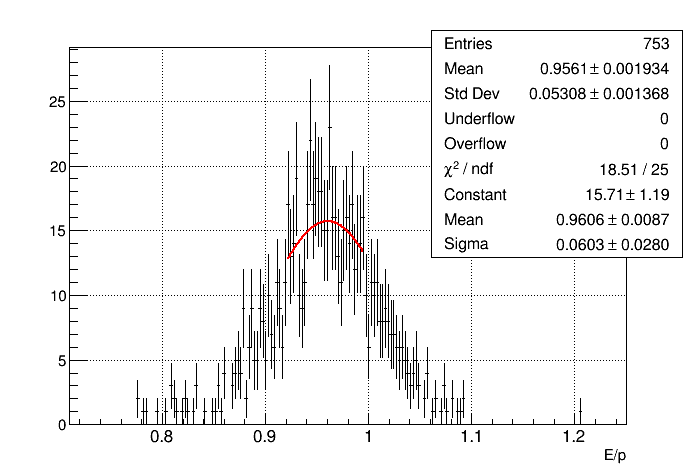 Entries 753
Mean 0.9561 ± 0.001934
Std Dev 0.05308 ± 0.001368
Underflow 0
Overflow 0
χ² / ndf 18.51 / 25
Constant 15.71 ± 1.19
Mean 0.9606 ± 0.0087
Sigma 0.0603 ± 0.0280
25
20
15
10
5
0
0.8 0.9 1 1.1 1.2
E/p